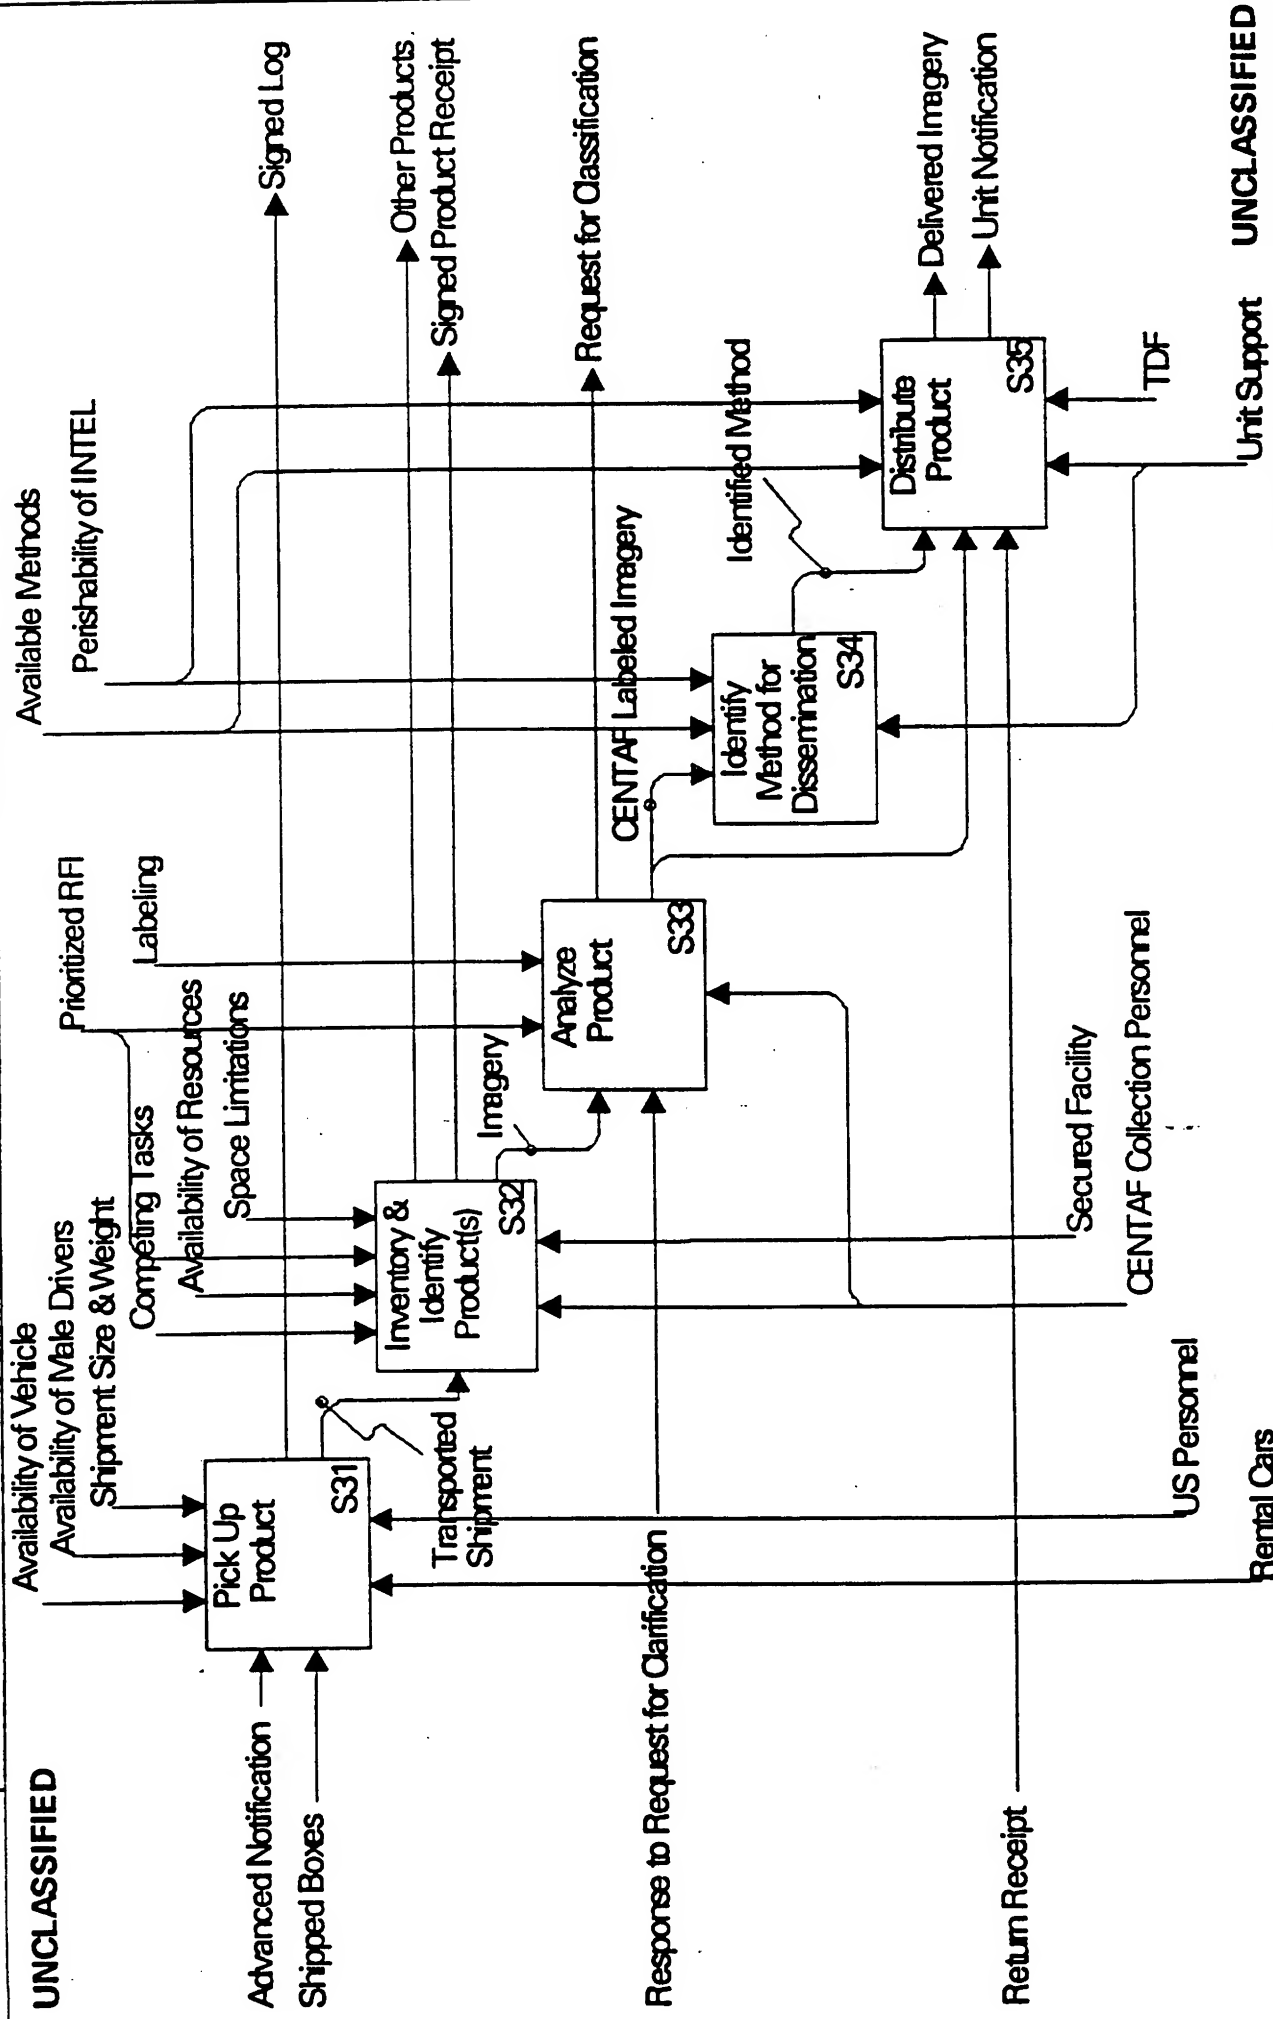 UNCLASSIFIED
Availability of Vehicle
Availability of Male Drivers
Shipment Size & Weight
Competing Tasks
Availability of Resources
Space Limitations
Prioritized RFI
Labeling
Available Methods
Perishability of INTEL
Advanced Notification
Shipped Boxes
Pick Up
Product
S31
Signed Log
Transported
Shipment
Inventory &
Identify
Product(s)
S32
Other Products
Signed Product Receipt
Imagery
Analyze
Product
S33
Request for Classification
CENTAF Labeled Imagery
Response to Request for Clarification
Identify
Method for
Dissemination
S34
Identified Method
Distribute
Product
S35
Delivered Imagery
Unit Notification
Return Receipt
US Personnel
Rental Cars
Secured Facility
CENTAF Collection Personnel
TDF
Unit Support
UNCLASSIFIED